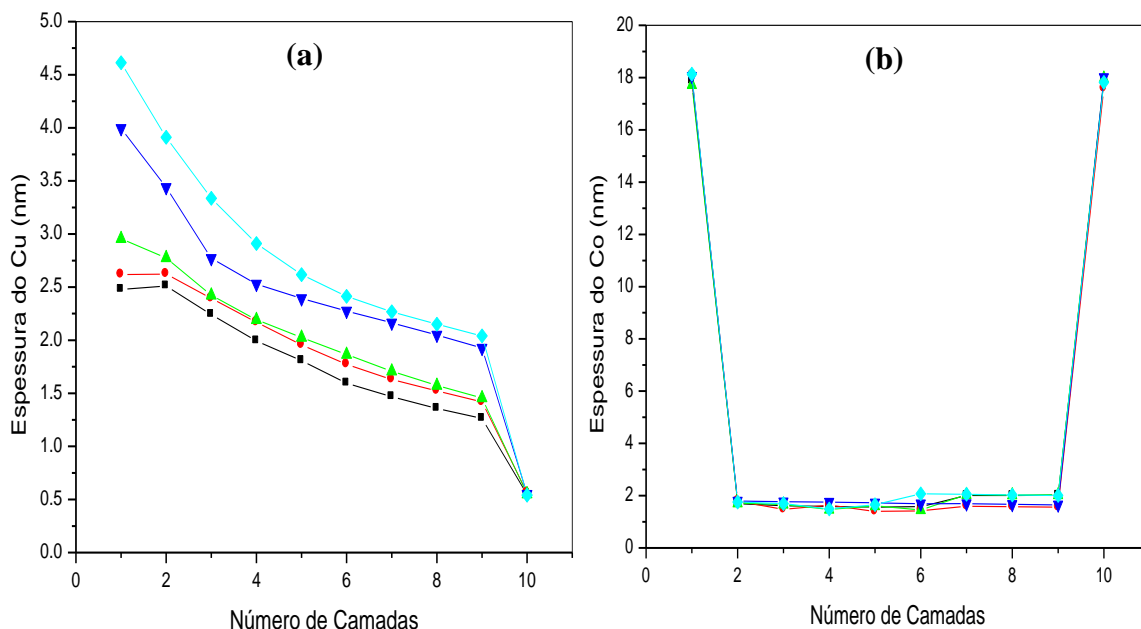 (a)
Espessura do Cu (nm)
5.0
4.5
4.0
3.5
3.0
2.5
2.0
1.5
1.0
0.5
0.0
0 2 4 6 8 10
Número de Camadas
(b)
Espessura do Co (nm)
20
18
16
14
12
10
8
6
4
2
0
0 2 4 6 8 10
Número de Camadas